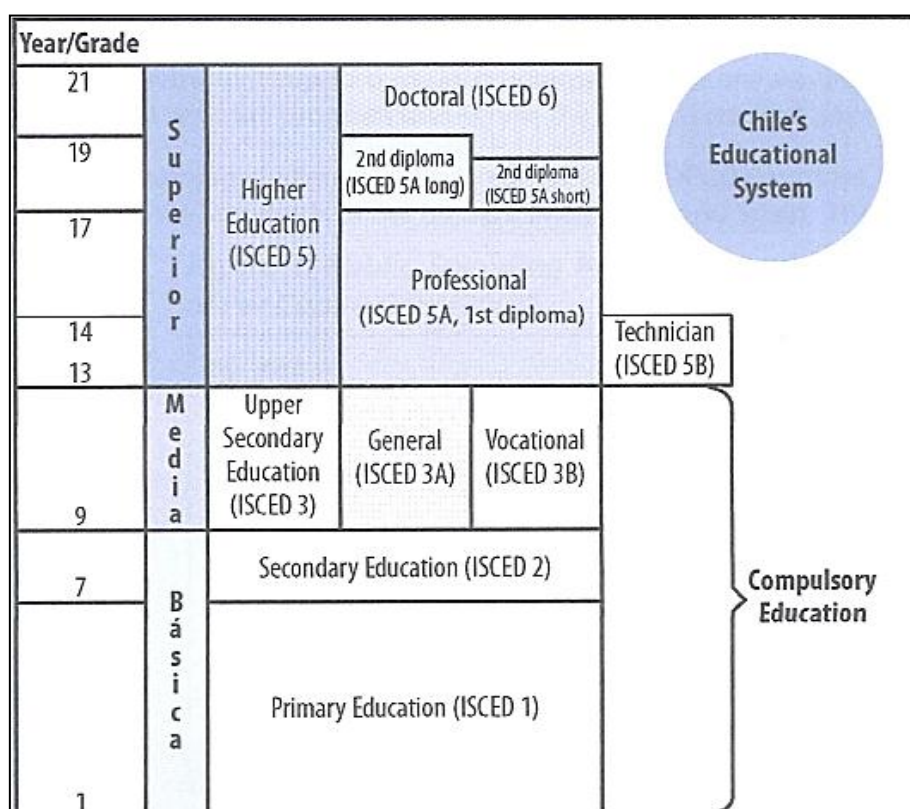 Year/Grade
21
19
17
14
13
9
7
1
Superior
Media
Básica
Higher
Education
(ISCED 5)
Doctoral (ISCED 6)
2nd diploma
(ISCED 5A long)
2nd diploma
(ISCED 5A short)
Professional
(ISCED 5A, 1st diploma)
Technician
(ISCED 5B)
Upper
Secondary
Education
(ISCED 3)
General
(ISCED 3A)
Vocational
(ISCED 3B)
Secondary Education (ISCED 2)
Primary Education (ISCED 1)
Chile's
Educational
System
Compulsory
Education